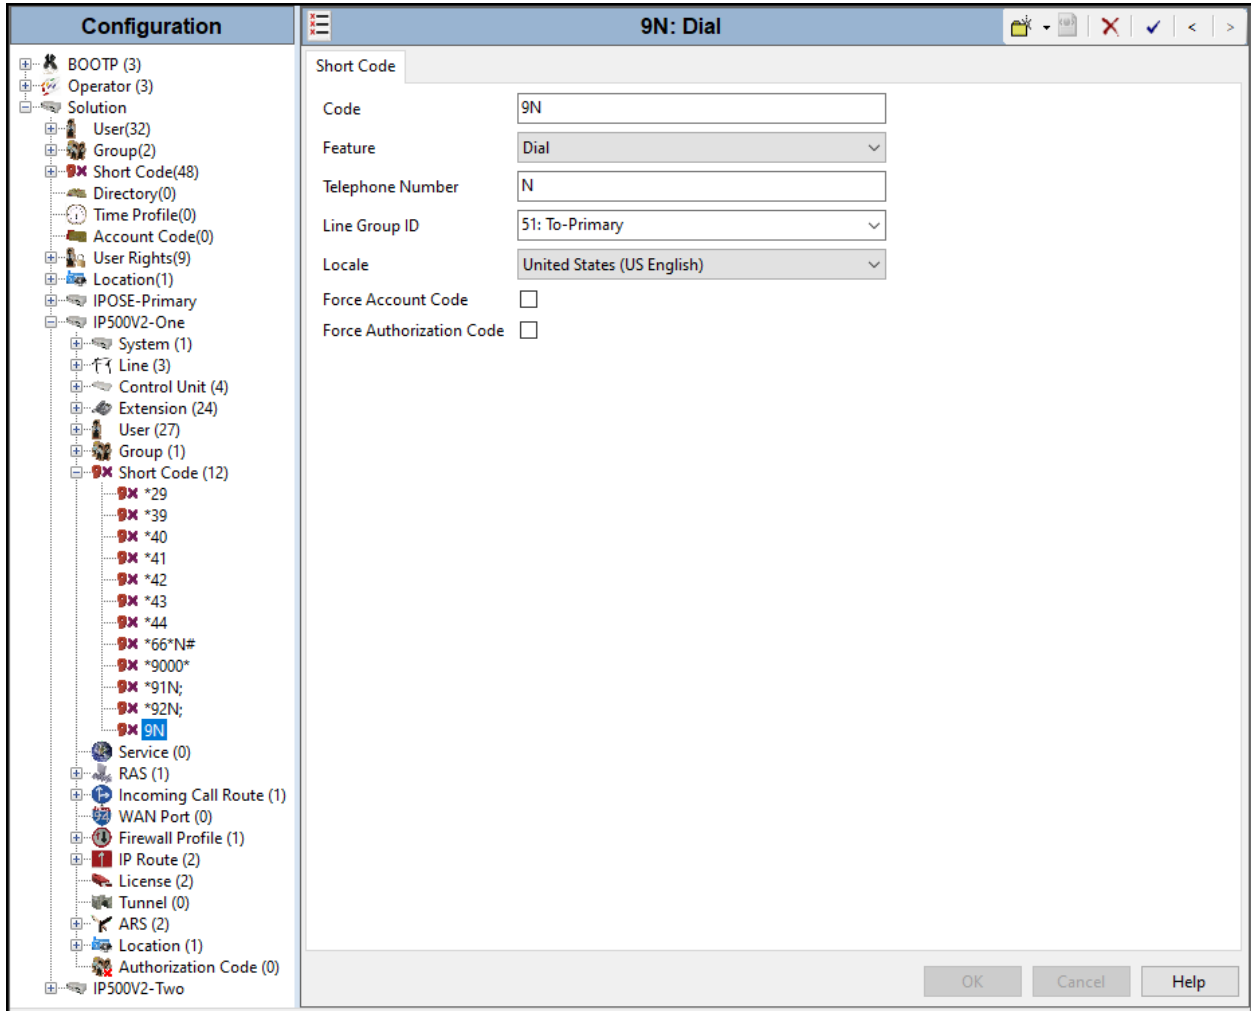 Configuration
BOOTP (3)
Operator (3)
Solution
User(32)
Group(2)
Short Code(48)
Directory(0)
Time Profile(0)
Account Code(0)
User Rights(9)
Location(1)
IPOSE-Primary
IP500V2-One
System (1)
Line (3)
Control Unit (4)
Extension (24)
User (27)
Group (1)
Short Code (12)
*29
*39
*40
*41
*42
*43
*44
*66*N#
*9000*
*91N;
*92N;
9N
Service (0)
RAS (1)
Incoming Call Route (1)
WAN Port (0)
Firewall Profile (1)
IP Route (2)
License (2)
Tunnel (0)
ARS (2)
Location (1)
Authorization Code (0)
IP500V2-Two
9N: Dial
Short Code
Code 9N
Feature Dial
Telephone Number N
Line Group ID 51: To-Primary
Locale United States (US English)
Force Account Code
Force Authorization Code
OK Cancel Help